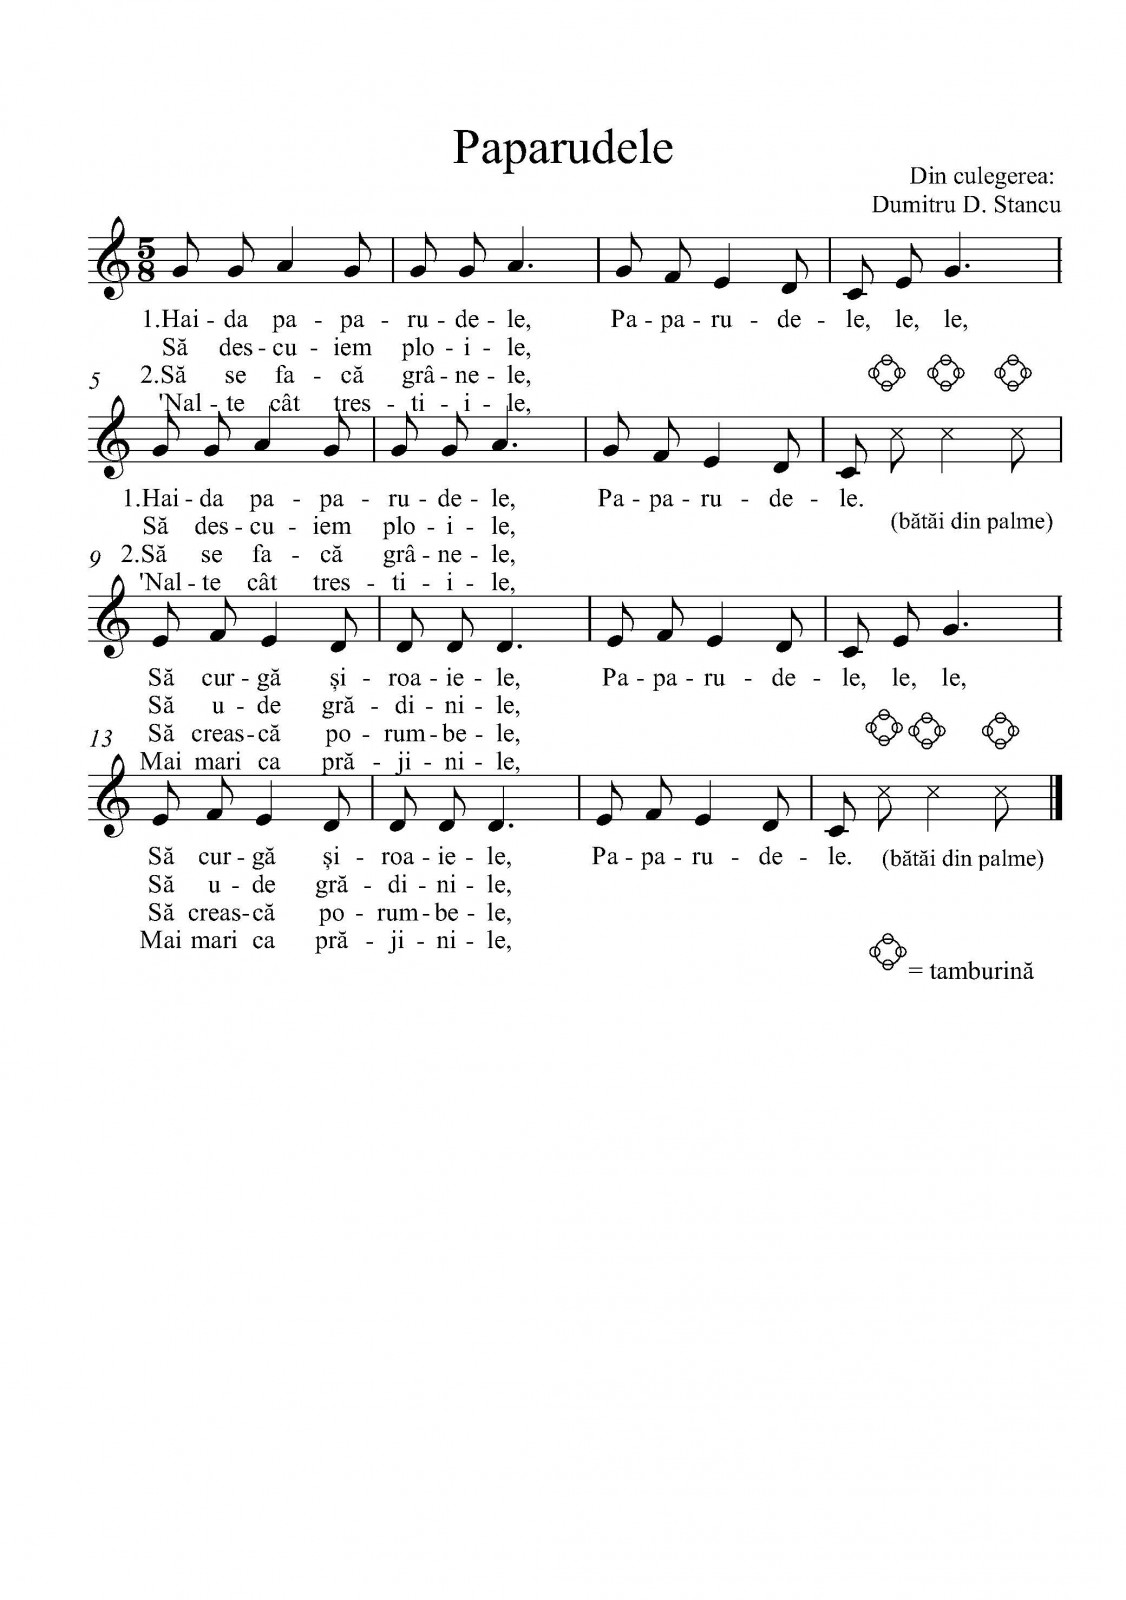 Paparudele
Din culegerea:
Dumitru D. Stancu
5
8
1.Hai - da pa - pa - ru - de - le, Pa - pa - ru - de - le, le, le,
Să des - cu - iem plo - i - le,
2.Să se fa - că grâ - ne - le,
'Nal - te cât tres - ti - i - le,
5
1.Hai - da pa - pa - ru - de - le, Pa - pa - ru - de - le.
(bătăi din palme)
Să des - cu - iem plo - i - le,
2.Să se fa - că grâ - ne - le,
'Nal - te cât tres - ti - i - le,
9
Să cur - gă și - roa - ie - le, Pa - pa - ru - de - le, le, le,
Să u - de gră - di - ni - le,
Să creas - că po - rum - be - le,
Mai mari ca pră - ji - ni - le,
13
Să cur - gă și - roa - ie - le, Pa - pa - ru - de - le. (bătăi din palme)
Să u - de gră - di - ni - le,
Să creas - că po - rum - be - le,
Mai mari ca pră - ji - ni - le,
= tamburină